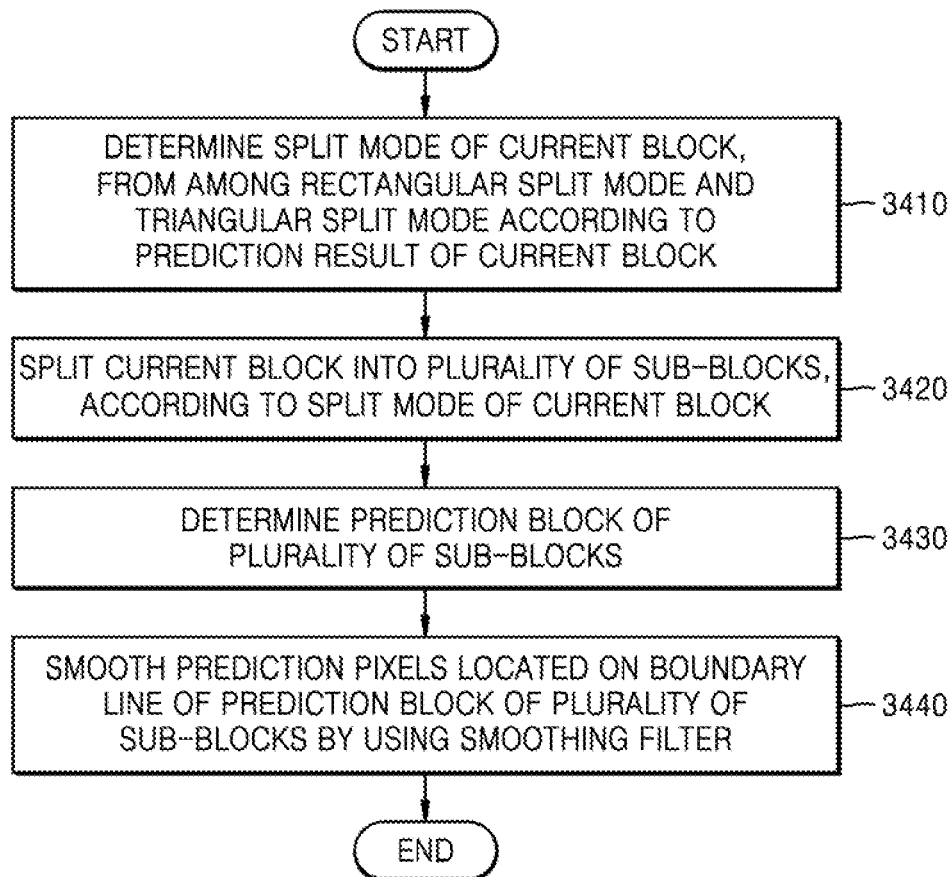 START
DETERMINE SPLIT MODE OF CURRENT BLOCK,
FROM AMONG RECTANGULAR SPLIT MODE AND
TRIANGULAR SPLIT MODE ACCORDING TO
PREDICTION RESULT OF CURRENT BLOCK
3410
SPLIT CURRENT BLOCK INTO PLURALITY OF SUB-BLOCKS,
ACCORDING TO SPLIT MODE OF CURRENT BLOCK
3420
DETERMINE PREDICTION BLOCK OF
PLURALITY OF SUB-BLOCKS
3430
SMOOTH PREDICTION PIXELS LOCATED ON BOUNDARY
LINE OF PREDICTION BLOCK OF PLURALITY OF
SUB-BLOCKS BY USING SMOOTHING FILTER
3440
END